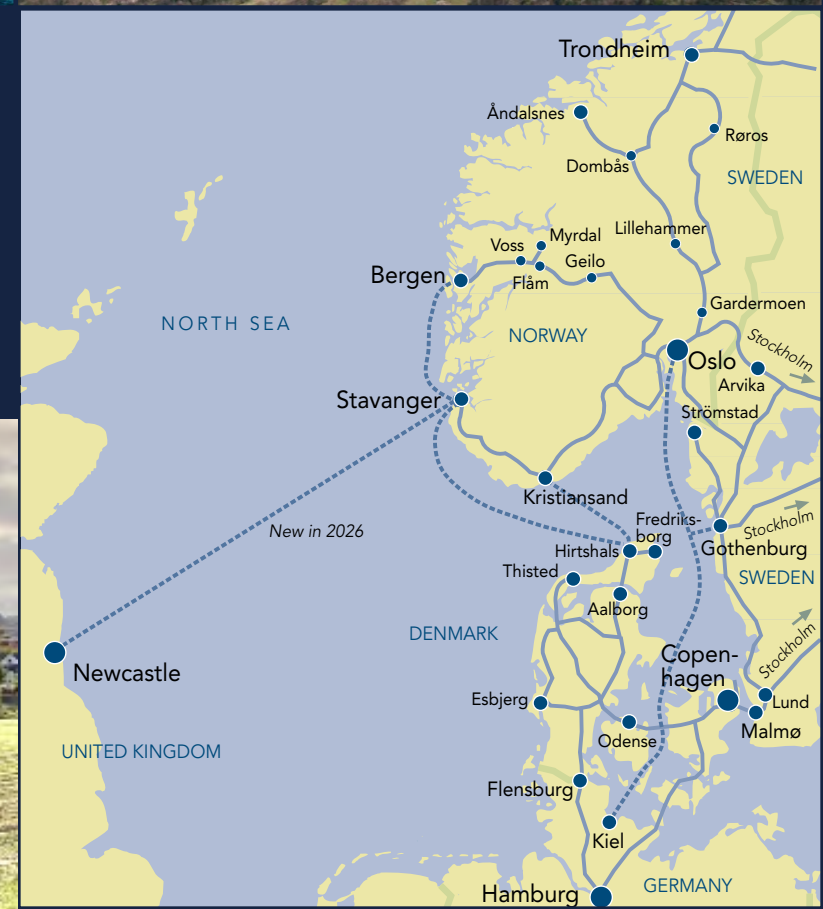 Trondheim
Åndalsnes
Røros
Dombås
SWEDEN
Lillehammer
Myrdal
Voss
Geilo
Bergen
Flåm
Gardermoen
NORTH SEA
NORWAY
Stockholm
Oslo
Arvika
Stavanger
Strömstad
Kristiansand
New in 2026
Fredriks-
borg
Stockholm
Hirtshals
Gothenburg
Thisted
SWEDEN
Aalborg
DENMARK
Stockholm
Copen-
hagen
Newcastle
Esbjerg
Lund
Malmø
Odense
UNITED KINGDOM
Flensburg
Kiel
GERMANY
Hamburg